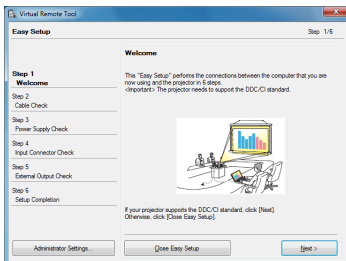 Virtual Remote Tool
Easy Setup
Step 1/6
Welcome
Step 1
Welcome
Step 2
Cable Check
Step 3
Power Supply Check
Step 4
Input Connector Check
Step 5
External Output Check
Step 6
Setup Completion
This "Easy Setup" performs the connections between the computer that you are
now using and the projector in 6 steps.
<Important> The projector needs to support the DDC/CI standard.
If your projector supports the DDC/CI standard, click [Next].
Otherwise, click [Close Easy Setup].
Administrator Settings...
Close Easy Setup
Next >